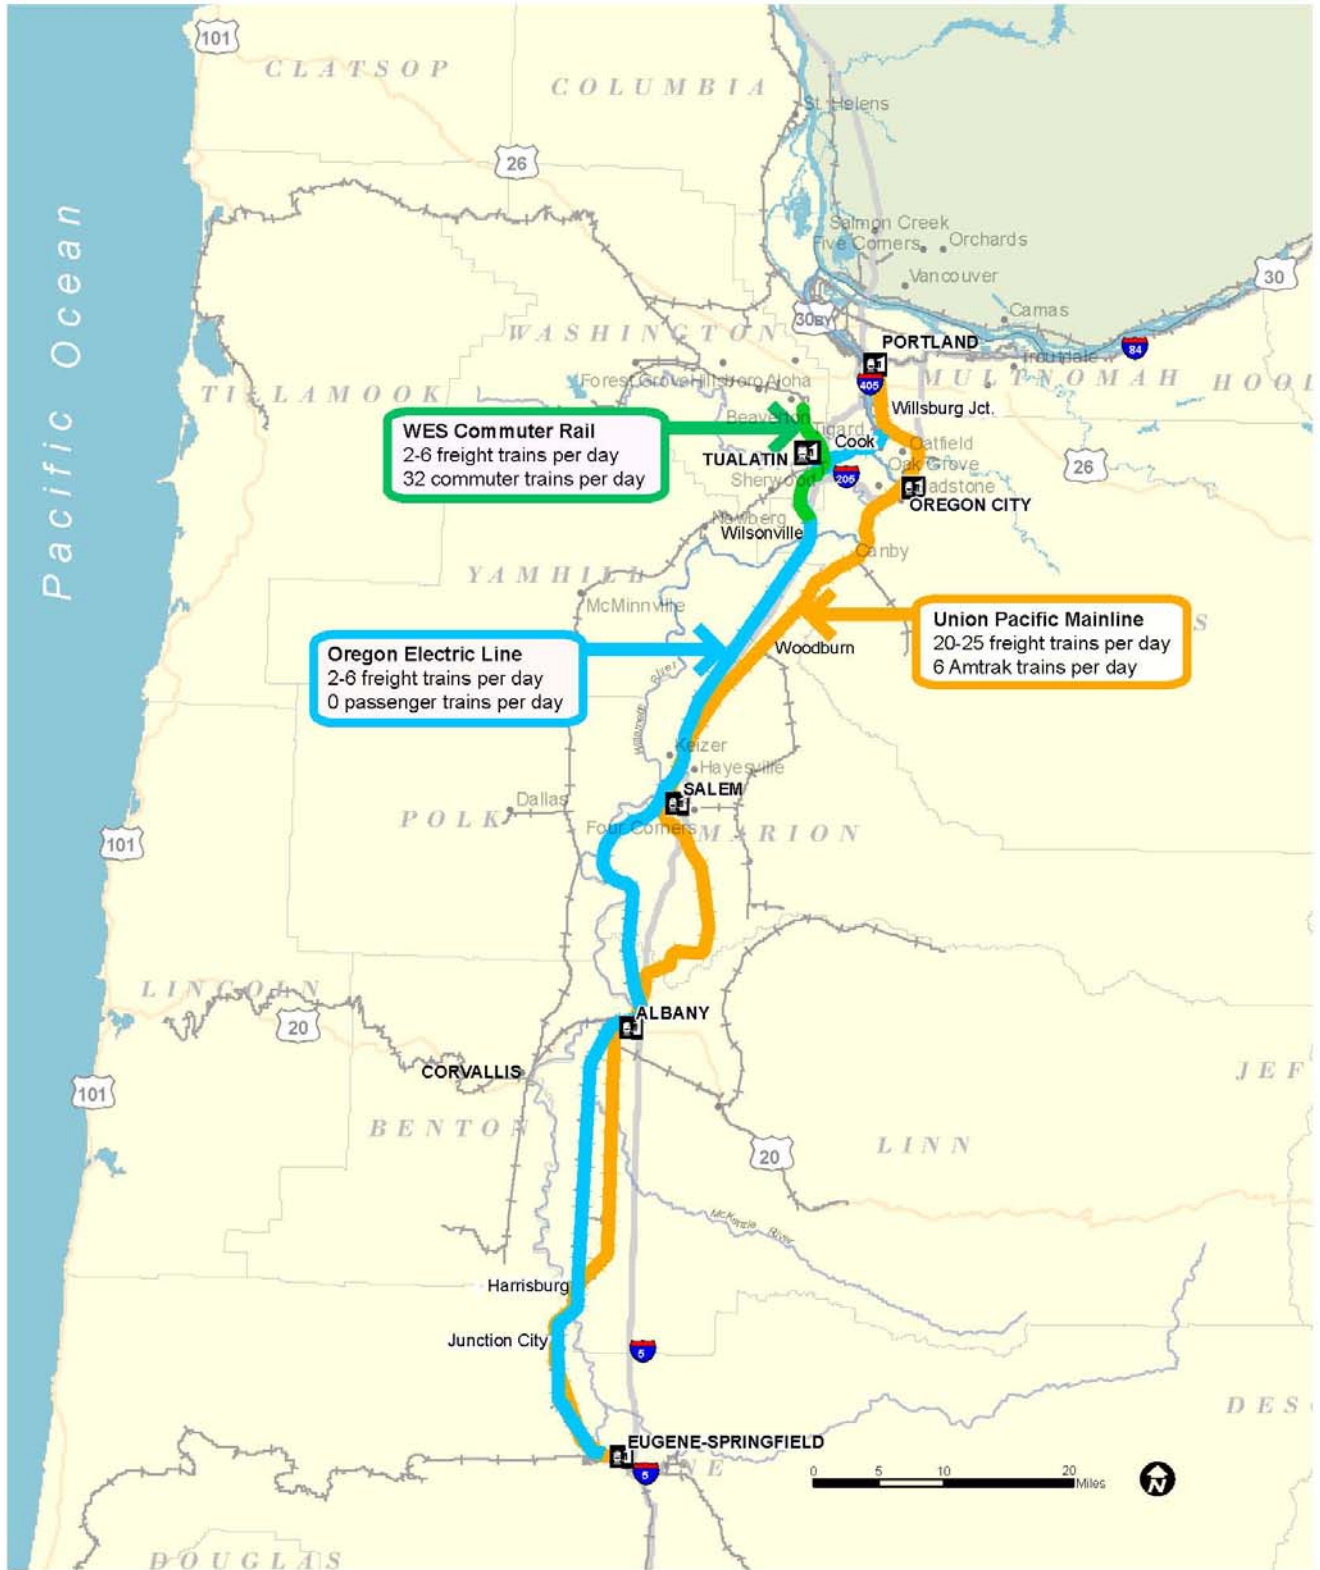 101
CLATSOP
COLUMBIA
St. Helens
26
Pacific Ocean
Salmon Creek
Five Corners
Orchards
30
Vancouver
Camas
30BY
WASHINGTON
PORTLAND
84
Troutdale
Forest Grove
Hillsboro
Aloha
405
MULTNOMAH
HOOD
TILLAMOOK
Willsburg Jct.
Beaverton
WES Commuter Rail
2-6 freight trains per day
32 commuter trains per day
Tigard
Cook
Oatfield
TUALATIN
Oak Grove
26
Sherwood
205
adstone
OREGON CITY
Newberg
Wilsonville
Canby
YAMHILL
McMinnville
Union Pacific Mainline
20-25 freight trains per day
6 Amtrak trains per day
S
Oregon Electric Line
2-6 freight trains per day
0 passenger trains per day
Woodburn
Willamette River
Keizer
Hayesville
SALEM
Dallas
POLK
Four Corners
MARION
101
LINCOLN
20
ALBANY
CORVALLIS
JEF
101
BENTON
LINN
20
McKenzie River
Harrisburg
Junction City
5
DES
EUGENE-SPRINGFIELD
5
NE
0 5 10 20
Miles
N
DOUGLAS